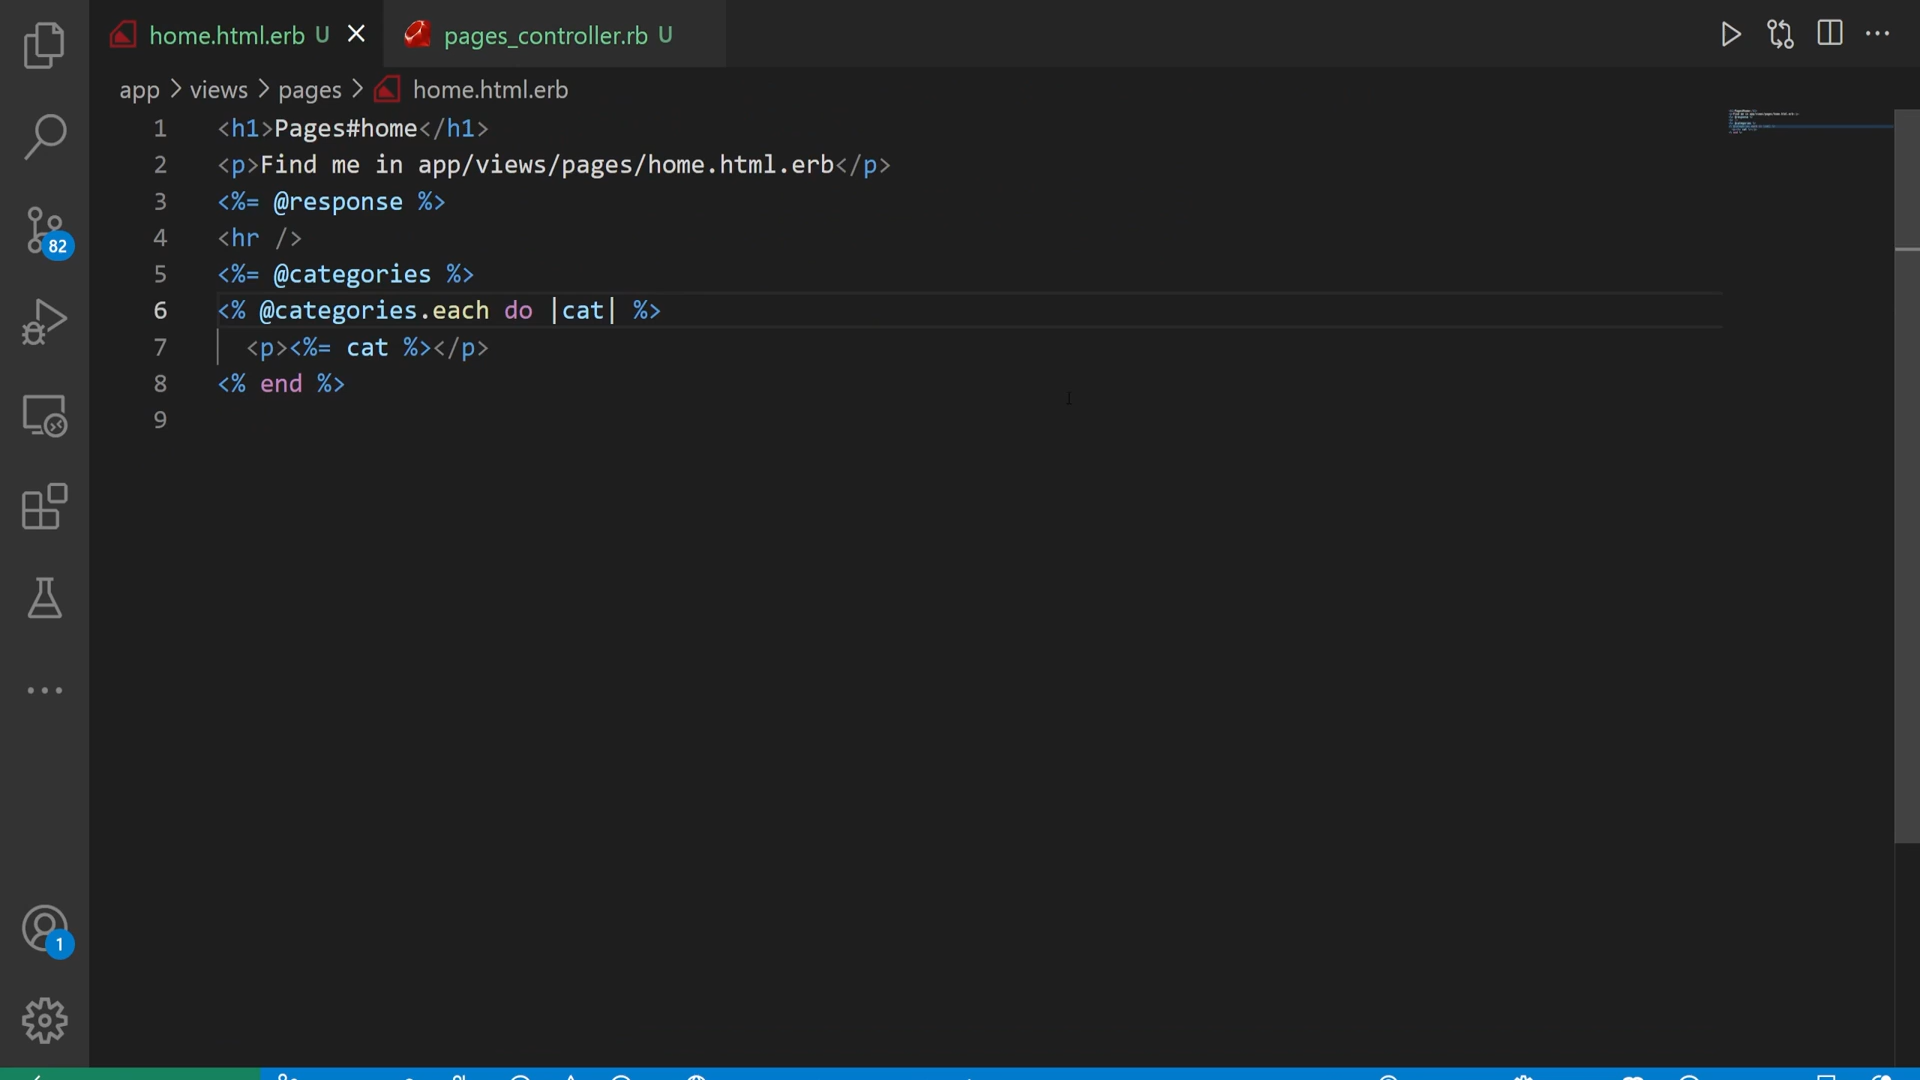 home.html.erb U
pages_controller.rb U
app > views > pages > home.html.erb
1 <h1>Pages#home</h1>
2 <p>Find me in app/views/pages/home.html.erb</p>
3 <%= @response %>
4 <hr />
5 <%= @categories %>
6 <% @categories.each do |cat| %>
7 <p><%= cat %></p>
8 <% end %>
9
82
1